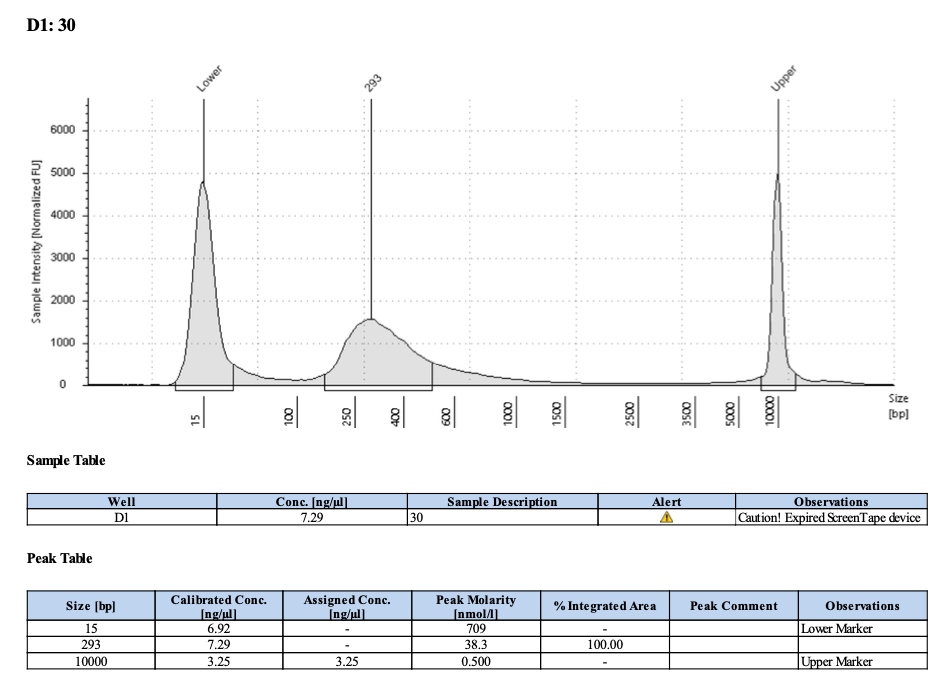 D1: 30
Lower
293
Upper
Sample Intensity [Normalized FU]
6000
5000
4000
3000
2000
1000
0
15
100
250
400
600
1000
1500
2500
3500
5000
10000
Size
[bp]
Sample Table
Well Conc. [ng/µl] Sample Description Alert Observations
D1 7.29 30 Caution! Expired ScreenTape device
Peak Table
Size [bp] Calibrated Conc. [ng/µl] Assigned Conc. [ng/µl] Peak Molarity [nmol/l] % Integrated Area Peak Comment Observations
15 6.92 - 709 - Lower Marker
293 7.29 - 38.3 100.00
10000 3.25 3.25 0.500 - Upper Marker